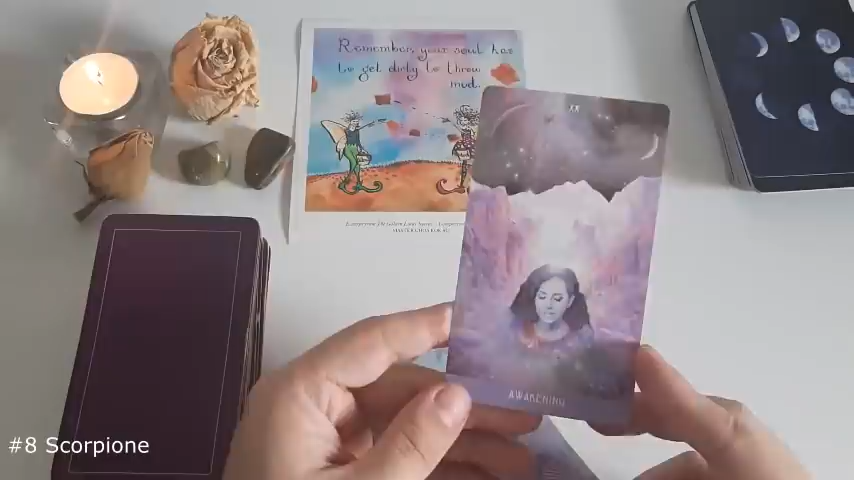 Remember, your soul has
to get dirty to throw
mud.
XX
AWAKENING
#8 Scorpione